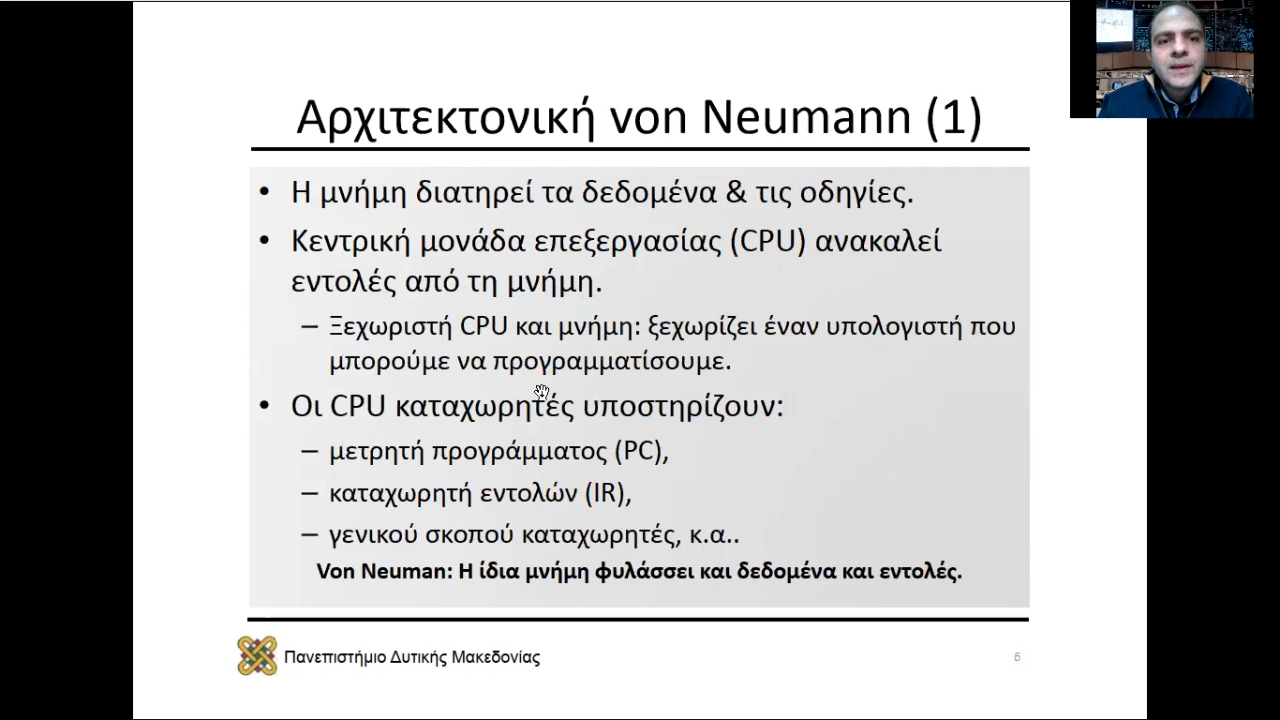 Αρχιτεκτονική von Neumann (1)
• Η μνήμη διατηρεί τα δεδομένα & τις οδηγίες.
• Κεντρική μονάδα επεξεργασίας (CPU) ανακαλεί
εντολές από τη μνήμη.
– Ξεχωριστή CPU και μνήμη: ξεχωρίζει έναν υπολογιστή που
μπορούμε να προγραμματίσουμε.
• Οι CPU καταχωρητές υποστηρίζουν:
– μετρητή προγράμματος (PC),
– καταχωρητή εντολών (IR),
– γενικού σκοπού καταχωρητές, κ.α..
Von Neuman: Η ίδια μνήμη φυλάσσει και δεδομένα και εντολές.
Πανεπιστήμιο Δυτικής Μακεδονίας
6